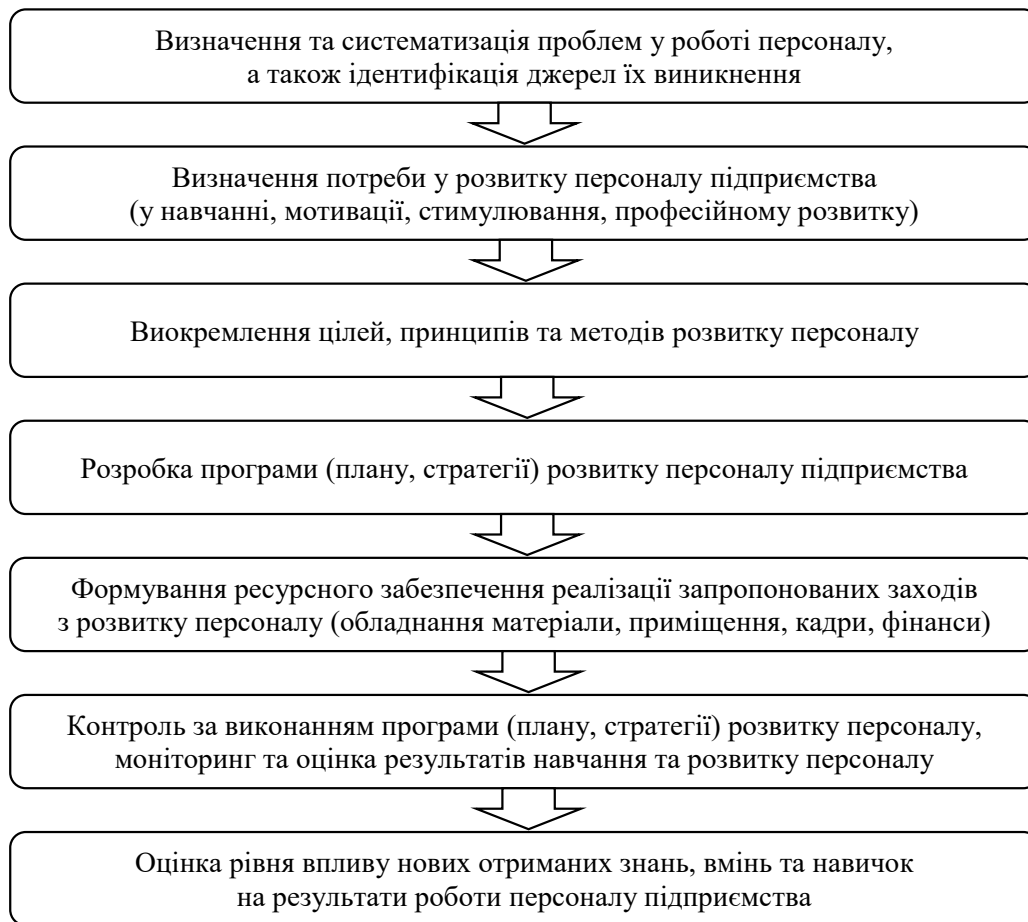 Визначення та систематизація проблем у роботі персоналу,
а також ідентифікація джерел їх виникнення
Визначення потреби у розвитку персоналу підприємства
(у навчанні, мотивації, стимулювання, професійному розвитку)
Виокремлення цілей, принципів та методів розвитку персоналу
Розробка програми (плану, стратегії) розвитку персоналу підприємства
Формування ресурсного забезпечення реалізації запропонованих заходів
з розвитку персоналу (обладнання матеріали, приміщення, кадри, фінанси)
Контроль за виконанням програми (плану, стратегії) розвитку персоналу,
моніторинг та оцінка результатів навчання та розвитку персоналу
Оцінка рівня впливу нових отриманих знань, вмінь та навичок
на результати роботи персоналу підприємства